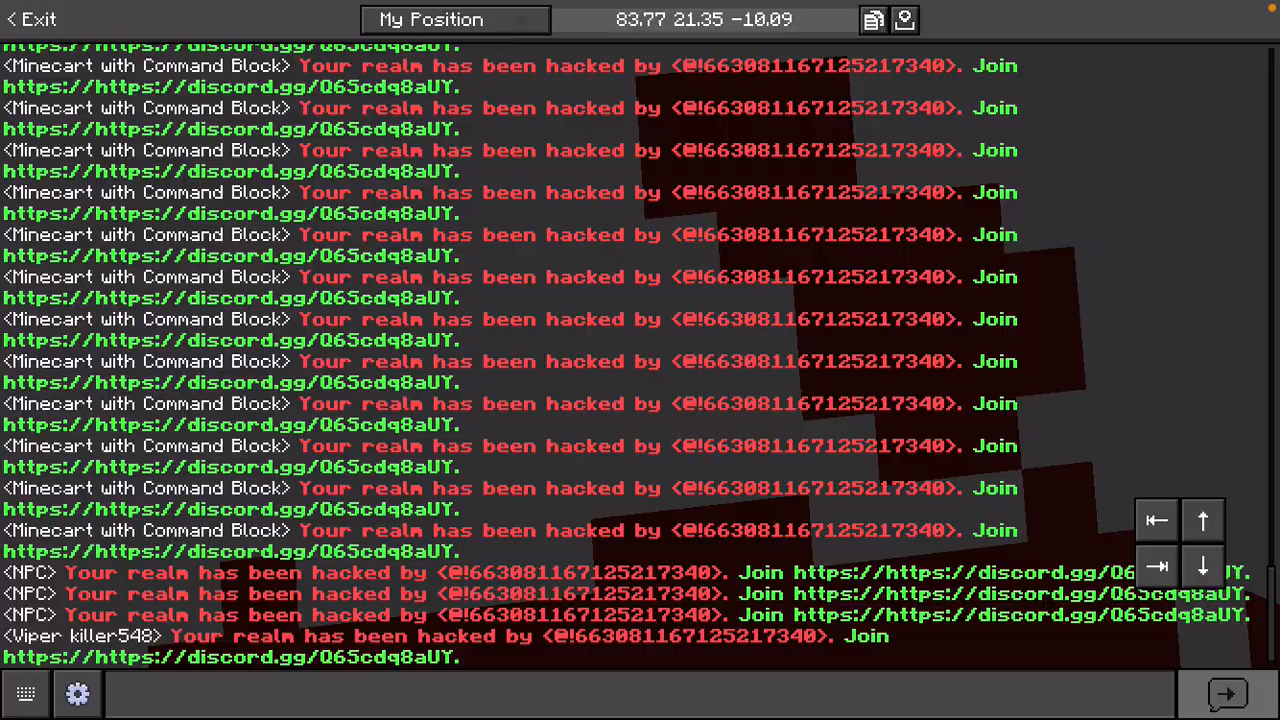 < Exit
My Position
83.77 21.35 -10.09
https://https://discord.gg/Q65cdq8aUY.
<Minecart with Command Block> Your realm has been hacked by <@!663081167125217340>. Join
https://https://discord.gg/Q65cdq8aUY.
<Minecart with Command Block> Your realm has been hacked by <@!663081167125217340>. Join
https://https://discord.gg/Q65cdq8aUY.
<Minecart with Command Block> Your realm has been hacked by <@!663081167125217340>. Join
https://https://discord.gg/Q65cdq8aUY.
<Minecart with Command Block> Your realm has been hacked by <@!663081167125217340>. Join
https://https://discord.gg/Q65cdq8aUY.
<Minecart with Command Block> Your realm has been hacked by <@!663081167125217340>. Join
https://https://discord.gg/Q65cdq8aUY.
<Minecart with Command Block> Your realm has been hacked by <@!663081167125217340>. Join
https://https://discord.gg/Q65cdq8aUY.
<Minecart with Command Block> Your realm has been hacked by <@!663081167125217340>. Join
https://https://discord.gg/Q65cdq8aUY.
<Minecart with Command Block> Your realm has been hacked by <@!663081167125217340>. Join
https://https://discord.gg/Q65cdq8aUY.
<Minecart with Command Block> Your realm has been hacked by <@!663081167125217340>. Join
https://https://discord.gg/Q65cdq8aUY.
<Minecart with Command Block> Your realm has been hacked by <@!663081167125217340>. Join
https://https://discord.gg/Q65cdq8aUY.
<Minecart with Command Block> Your realm has been hacked by <@!663081167125217340>. Join
https://https://discord.gg/Q65cdq8aUY.
<Minecart with Command Block> Your realm has been hacked by <@!663081167125217340>. Join
https://https://discord.gg/Q65cdq8aUY.
<NPC> Your realm has been hacked by <@!663081167125217340>. Join https://https://discord.gg/Q65 UY.
<NPC> Your realm has been hacked by <@!663081167125217340>. Join https://https://discord.gg/Q65cdq8aUY.
<NPC> Your realm has been hacked by <@!663081167125217340>. Join https://https://discord.gg/Q65cdq8aUY.
<Viper killer548> Your realm has been hacked by <@!663081167125217340>. Join
https://https://discord.gg/Q65cdq8aUY.